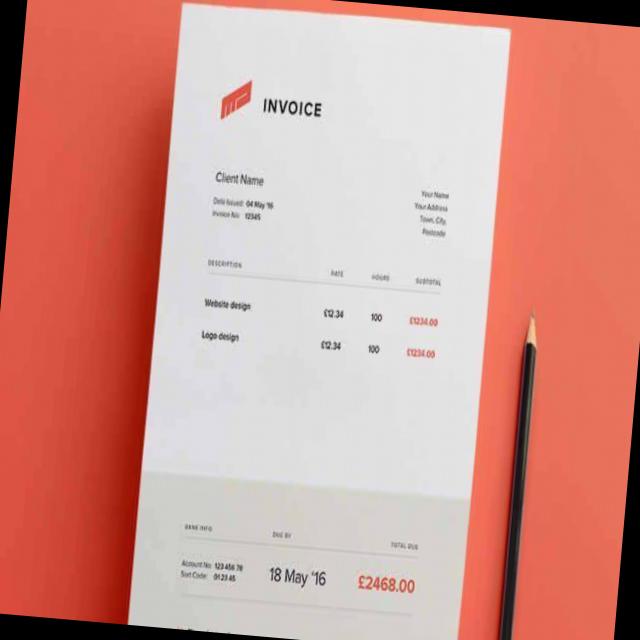 INVOICE
Client Name
Date Issued: 04 May '16
Invoice No: 12345
Your Name
Your Address
Town, City,
Postcode
DESCRIPTION RATE HOURS SUBTOTAL
Website design £12.34 100 £1234.00
Logo design £12.34 100 £1234.00
BANK INFO DUE BY TOTAL DUE
Account No: 123 456 78
Sort Code: 01 23 45
18 May '16
£2468.00